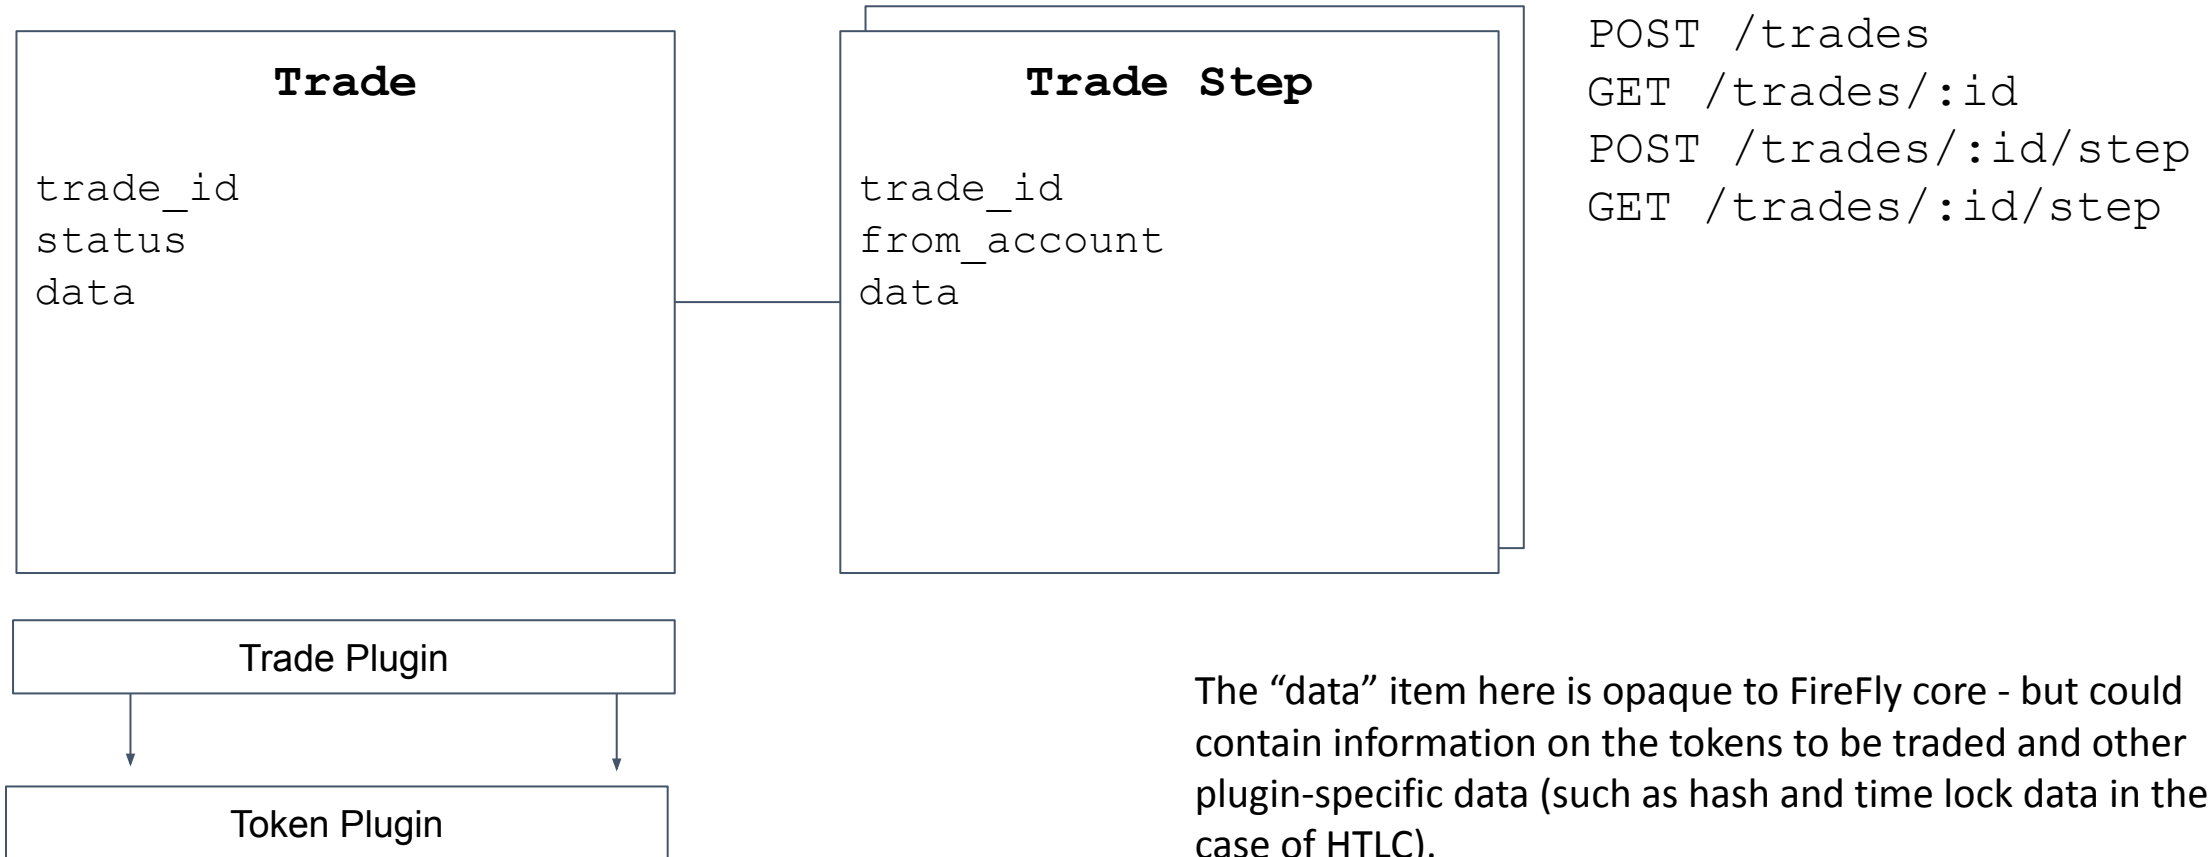 Trade
trade_id
status
data
Trade Step
trade_id
from_account
data
POST /trades
GET /trades/:id
POST /trades/:id/step
GET /trades/:id/step
Trade Plugin
Token Plugin
The “data” item here is opaque to FireFly core - but could
contain information on the tokens to be traded and other
plugin-specific data (such as hash and time lock data in the
case of HTLC).